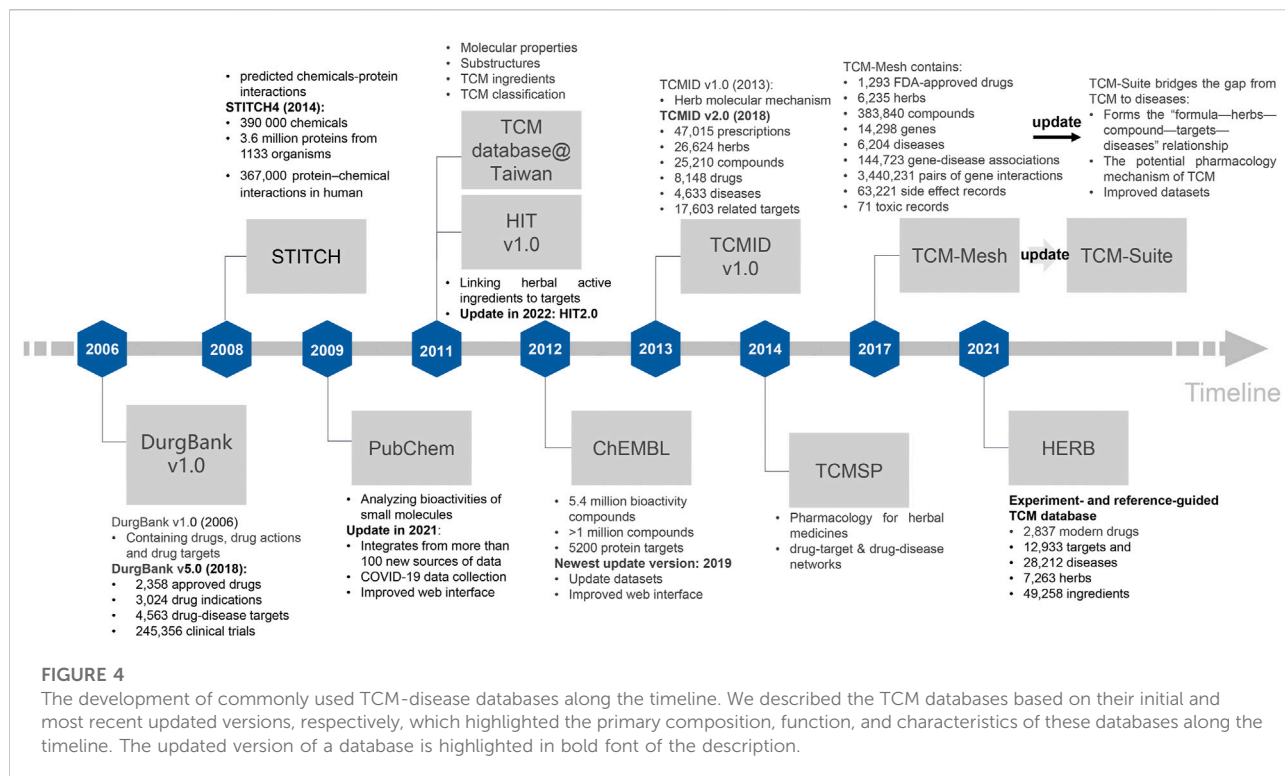 • predicted chemicals-protein
interactions
STITCH4 (2014):
• 390 000 chemicals
• 3.6 million proteins from
1133 organisms
• 367,000 protein–chemical
interactions in human
STITCH
• Molecular properties
• Substructures
• TCM ingredients
• TCM classification
TCM
database@
Taiwan
HIT
v1.0
• Linking herbal active
ingredients to targets
• Update in 2022: HIT2.0
TCMID v1.0 (2013):
• Herb molecular mechanism
TCMID v2.0 (2018)
• 47,015 prescriptions
• 26,624 herbs
• 25,210 compounds
• 8,148 drugs
• 4,633 diseases
• 17,603 related targets
TCMID
v1.0
TCM-Mesh contains:
• 1,293 FDA-approved drugs
• 6,235 herbs
• 383,840 compounds
• 14,298 genes
• 6,204 diseases
• 144,723 gene-disease associations
• 3,440,231 pairs of gene interactions
• 63,221 side effect records
• 71 toxic records
TCM-Mesh
update
update
TCM-Suite bridges the gap from
TCM to diseases:
• Forms the “formula—herbs—
compound—targets—
diseases” relationship
• The potential pharmacology
mechanism of TCM
• Improved datasets
TCM-Suite
2006
2008
2009
2011
2012
2013
2014
2017
2021
Timeline
DurgBank
v1.0
DurgBank v1.0 (2006)
• Containing drugs, drug actions
and drug targets
DurgBank v5.0 (2018):
• 2,358 approved drugs
• 3,024 drug indications
• 4,563 drug-disease targets
• 245,356 clinical trials
PubChem
• Analyzing bioactivities of
small molecules
Update in 2021:
• Integrates from more than
100 new sources of data
• COVID-19 data collection
• Improved web interface
ChEMBL
• 5.4 million bioactivity
compounds
• >1 million compounds
• 5200 protein targets
Newest update version: 2019
• Update datasets
• Improved web interface
TCMSP
• Pharmacology for herbal
medicines
• drug-target & drug-disease
networks
HERB
Experiment- and reference-guided
TCM database
• 2,837 modern drugs
• 12,933 targets and
• 28,212 diseases
• 7,263 herbs
• 49,258 ingredients
FIGURE 4
The development of commonly used TCM-disease databases along the timeline. We described the TCM databases based on their initial and
most recent updated versions, respectively, which highlighted the primary composition, function, and characteristics of these databases along the
timeline. The updated version of a database is highlighted in bold font of the description.